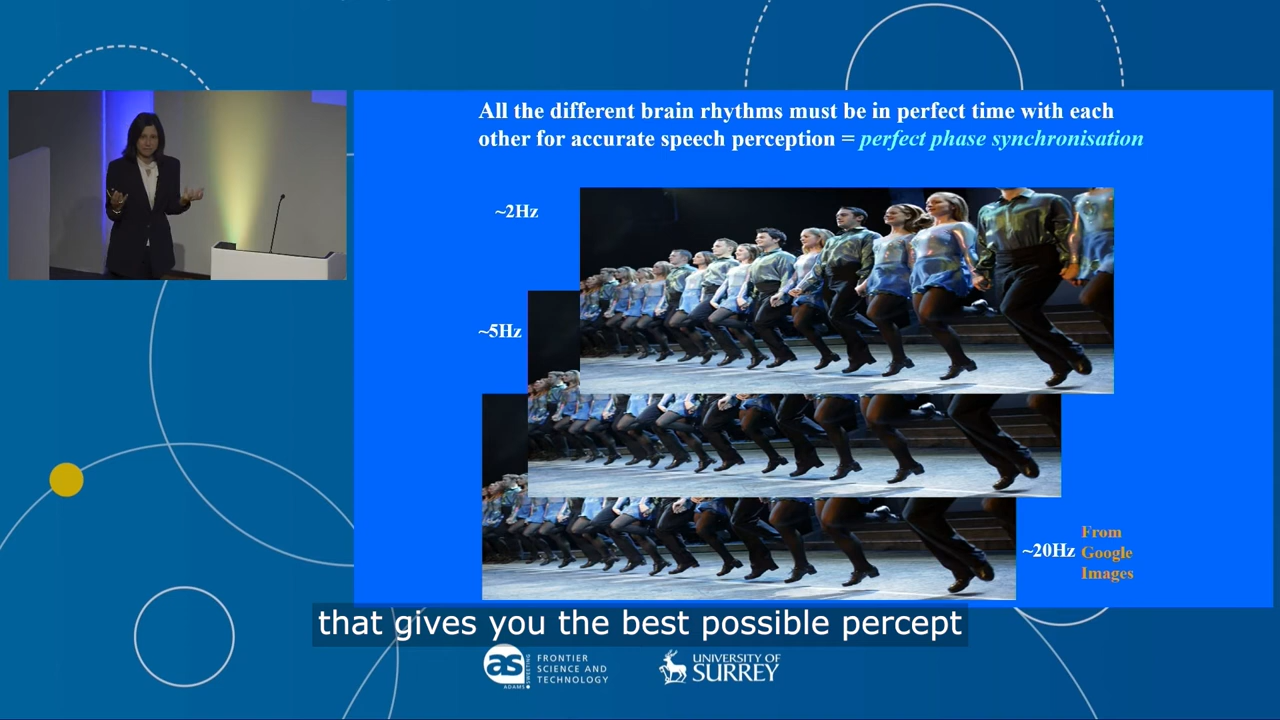 All the different brain rhythms must be in perfect time with each
other for accurate speech perception = perfect phase synchronisation
~2Hz
~5Hz
~20Hz
From
Google
Images
that gives you the best possible percept
as
ADAMS
SWEETING
FRONTIER
SCIENCE AND
TECHNOLOGY
UNIVERSITY OF
SURREY